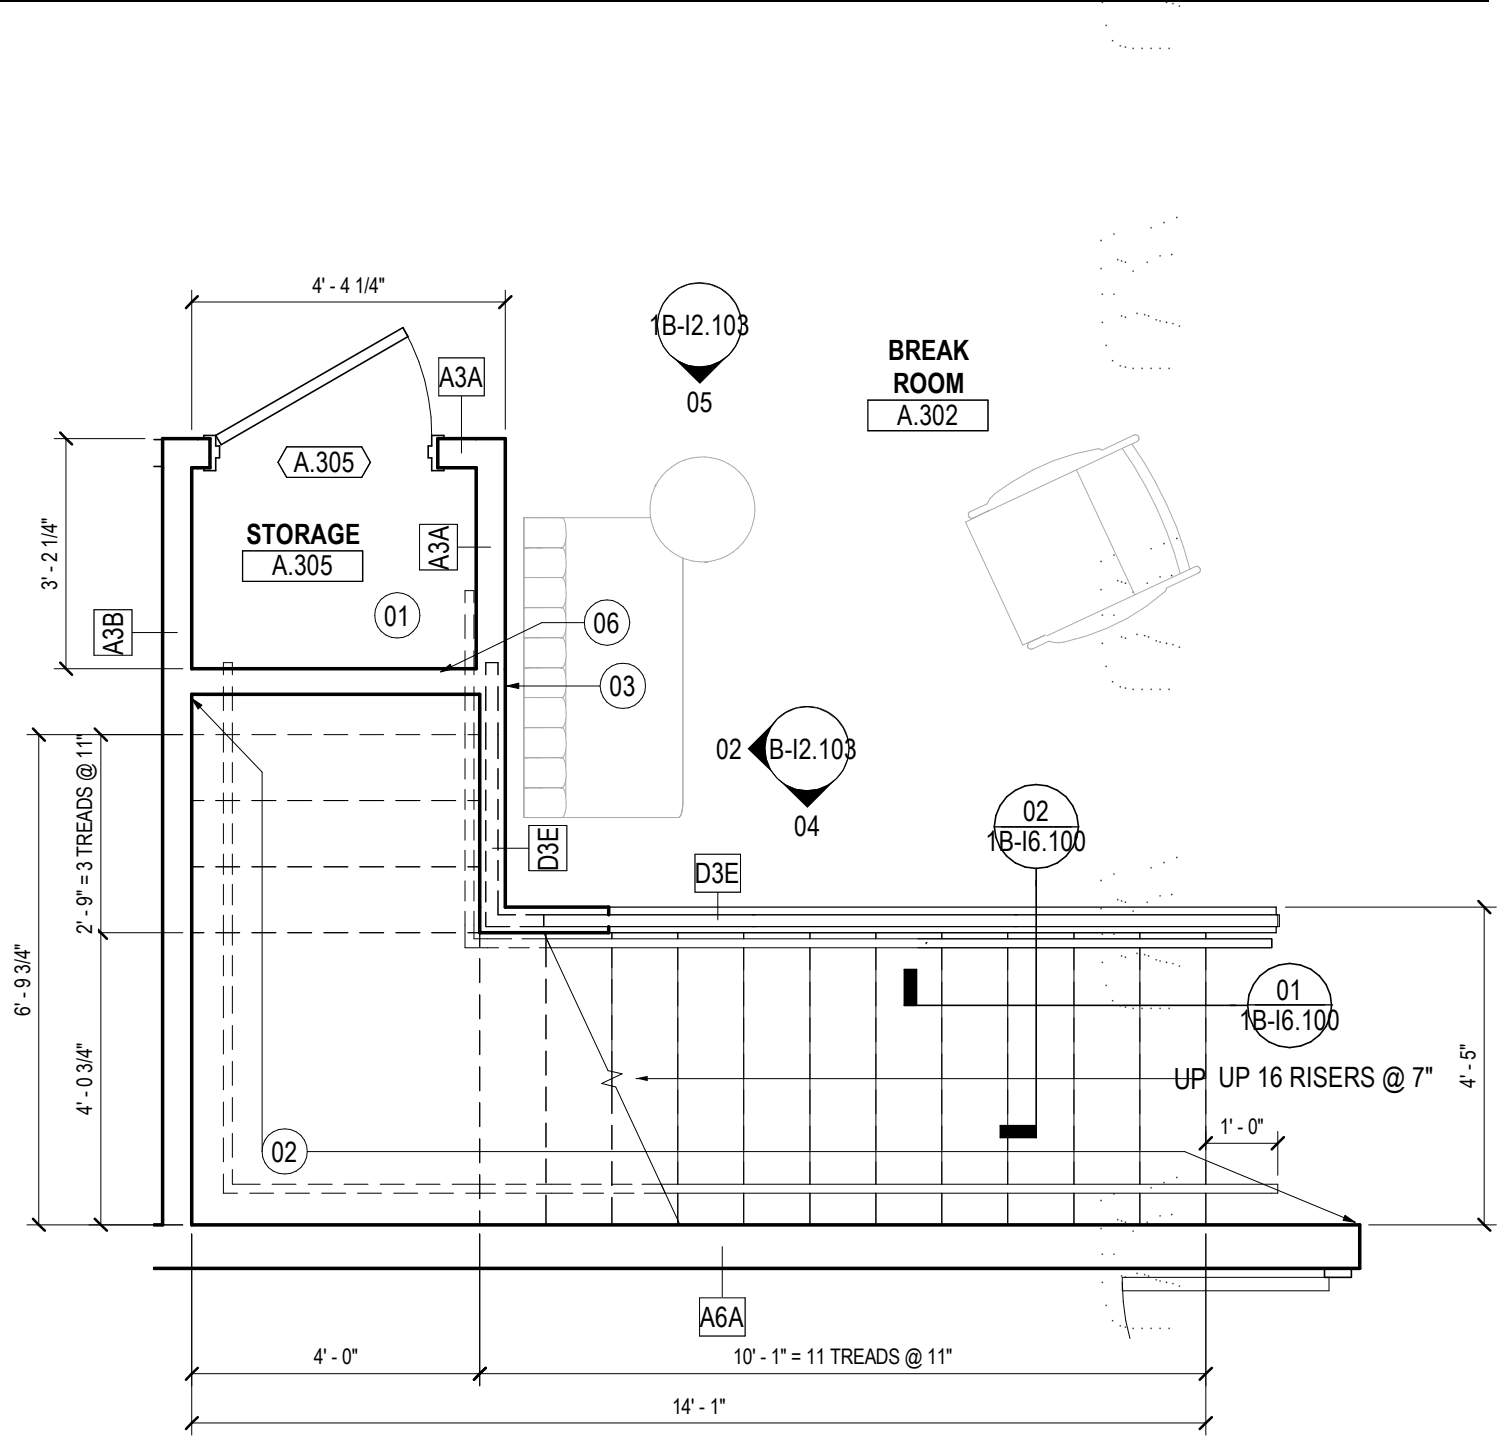 4' - 4 1/4"
1B-I2.103
05
BREAK
ROOM
A.302
A3A
A.305
STORAGE
A.305
A3A
3' - 2 1/4"
01
06
A3B
03
02
B-I2.103
04
2' - 9" = 3 TREADS @ 11"
D3E
D3E
02
1B-I6.100
6' - 9 3/4"
01
1B-I6.100
4' - 0 3/4"
4' - 5"
UP UP 16 RISERS @ 7"
1' - 0"
02
A6A
4' - 0"
10' - 1" = 11 TREADS @ 11"
14' - 1"